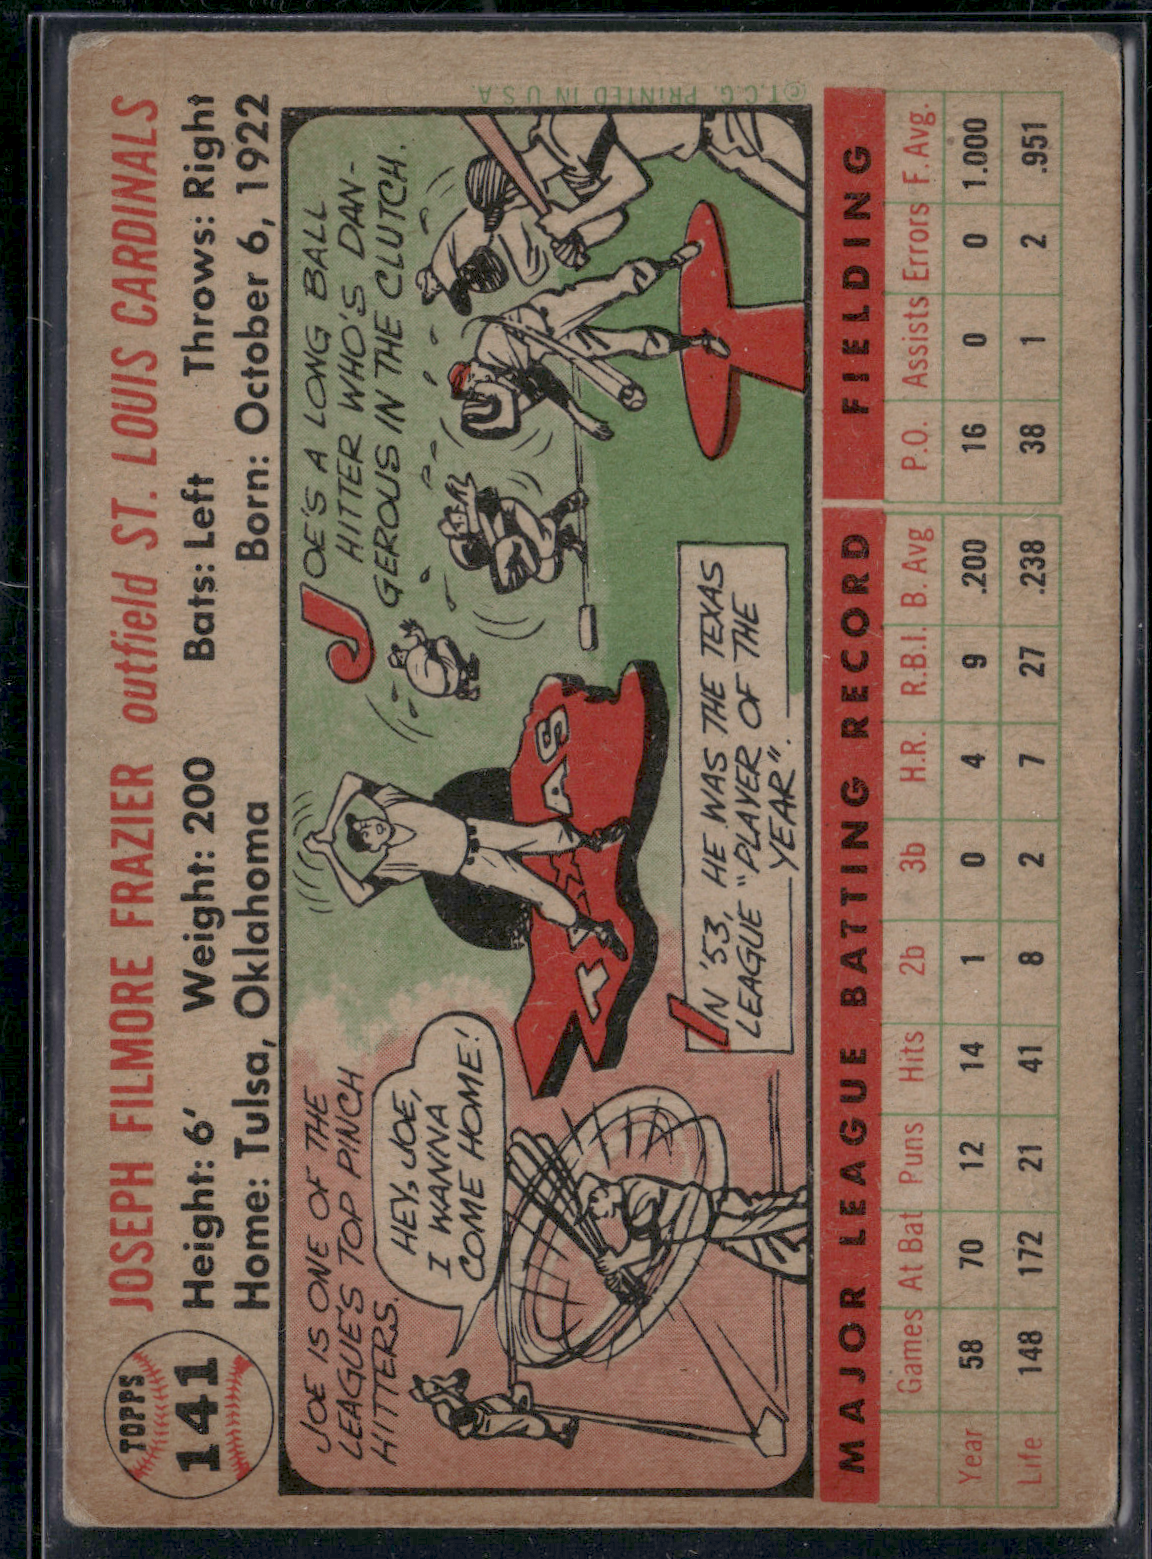 TOPPS
141
JOSEPH FILMORE FRAZIER outfield ST. LOUIS CARDINALS
Height: 6' Weight: 200 Bats: Left Throws: Right
Home: Tulsa, Oklahoma Born: October 6, 1922
JOE IS ONE OF THE
LEAGUE'S TOP PINCH
HITTERS.
HEY, JOE,
I WANNA
COME HOME!
TEXAS
IN '53, HE WAS THE TEXAS
LEAGUE "PLAYER OF THE
YEAR".
JOE'S A LONG BALL
HITTER WHO'S DAN-
GEROUS IN THE CLUTCH.
©T.C.G. PRINTED IN U.S.A.
MAJOR LEAGUE BATTING RECORD FIELDING
Games At Bat Runs Hits 2b 3b H.R. R.B.I. B. Avg P.O. Assists Errors F. Avg.
Year 58 70 12 14 1 0 4 9 .200 16 0 0 1.000
Life 148 172 21 41 8 2 7 27 .238 38 1 2 .951